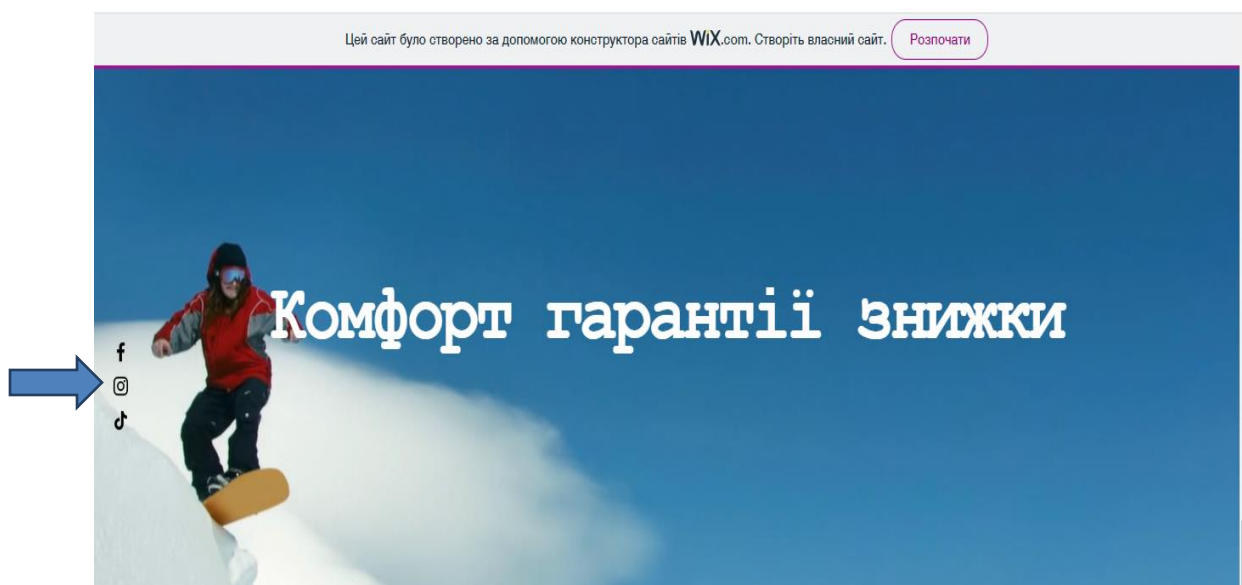 Цей сайт було створено за допомогою конструктора сайтів WiX.com. Створіть власний сайт. Розпочати
Комфорт гарантії знижки